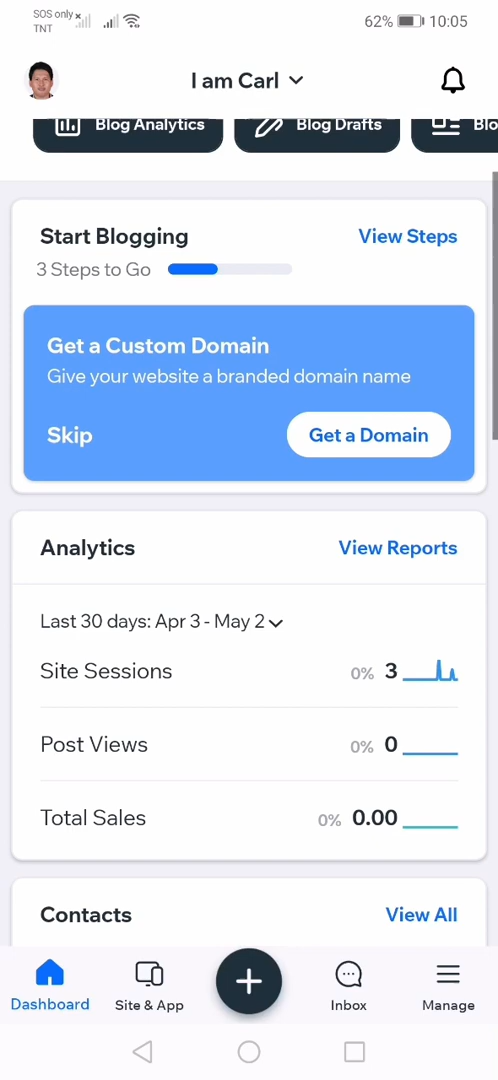 SOS only
TNT
62% 10:05
I am Carl
Blog Analytics
Blog Drafts
Blo
Start Blogging
View Steps
3 Steps to Go
Get a Custom Domain
Give your website a branded domain name
Skip
Get a Domain
Analytics
View Reports
Last 30 days: Apr 3 - May 2
Site Sessions 0% 3
Post Views 0% 0
Total Sales 0% 0.00
Contacts
View All
Dashboard
Site & App
Inbox
Manage